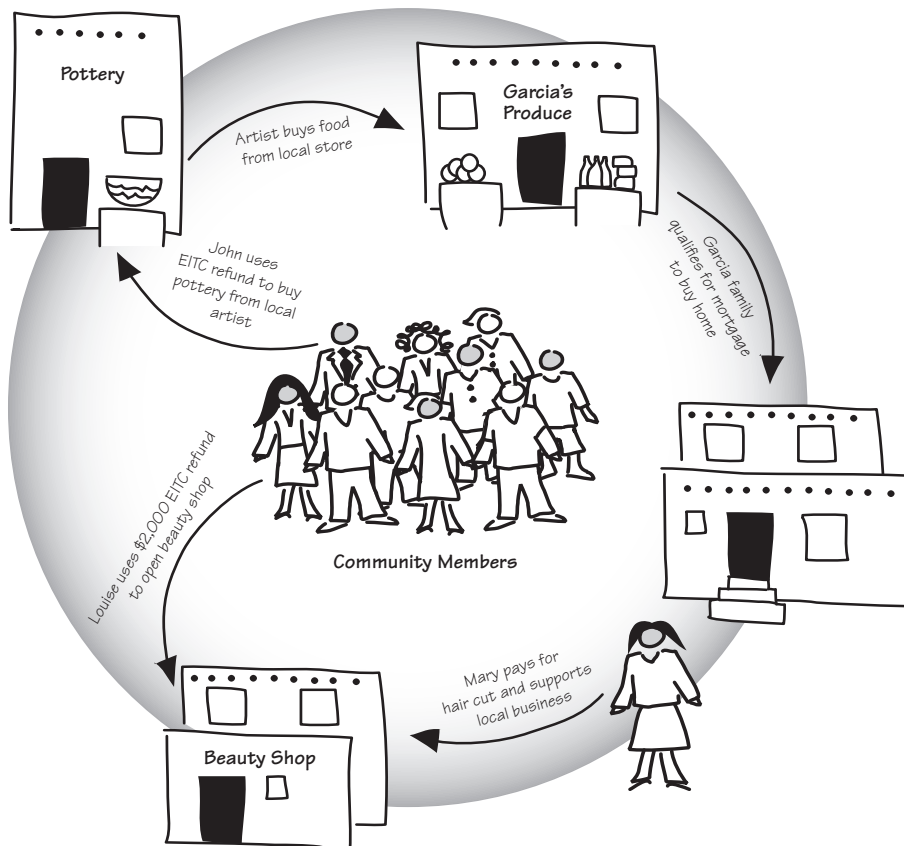 Pottery
Artist buys food
from local store
Garcia's
Produce
Garcia family
qualifies for mortgage
to buy home
John uses
EITC refund to buy
pottery from local
artist
Community Members
Louise uses $2,000 EITC refund
to open beauty shop
Mary pays for
hair cut and supports
local business
Beauty Shop